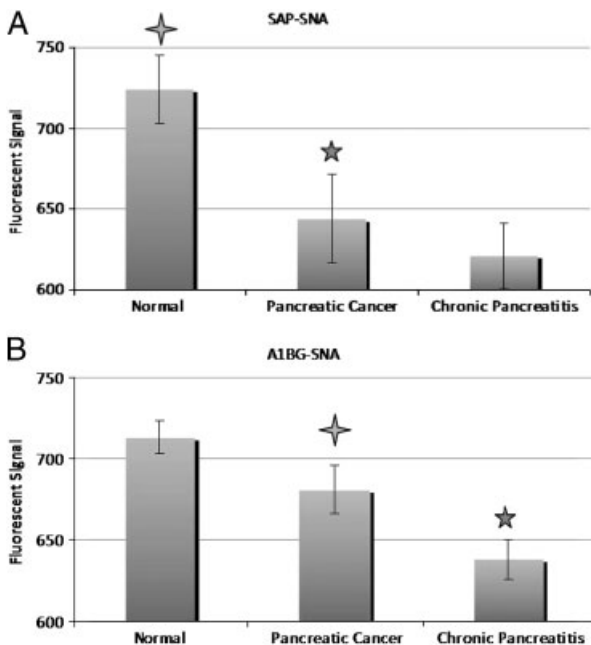 A
SAP-SNA
750
700
650
600
Fluorescent Signal
Normal
Pancreatic Cancer
Chronic Pancreatitis
B
A1BG-SNA
750
700
650
600
Fluorescent Signal
Normal
Pancreatic Cancer
Chronic Pancreatitis